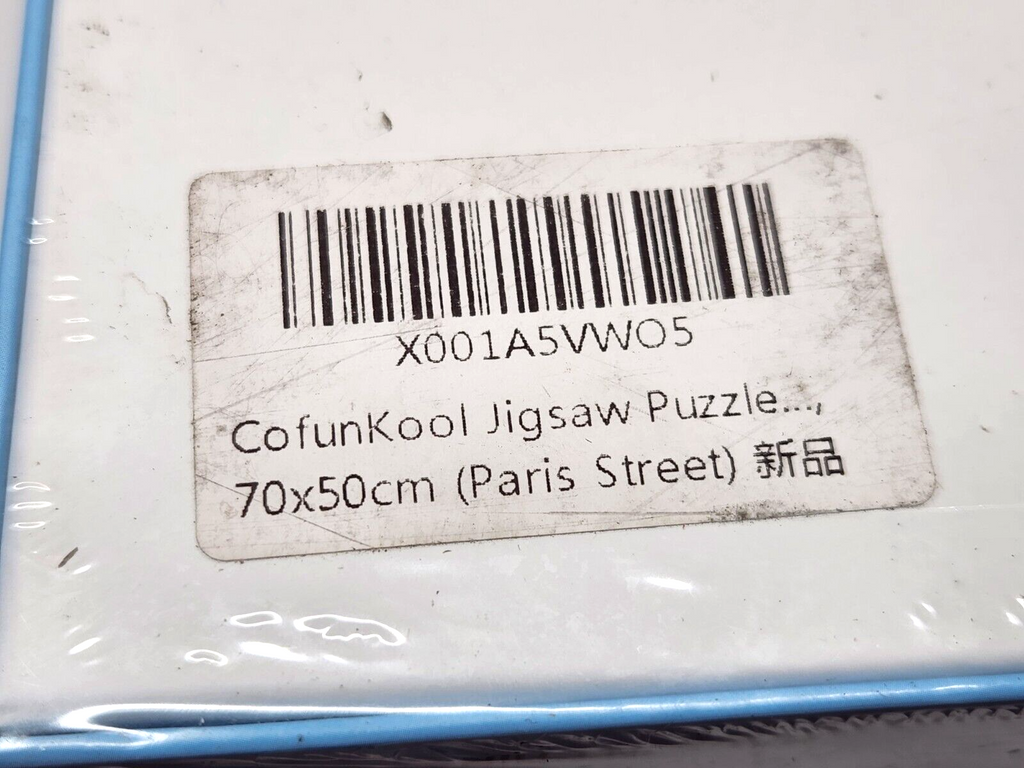 X001A5VWO5
CofunKool Jigsaw Puzzle...,
70x50cm (Paris Street) 新品